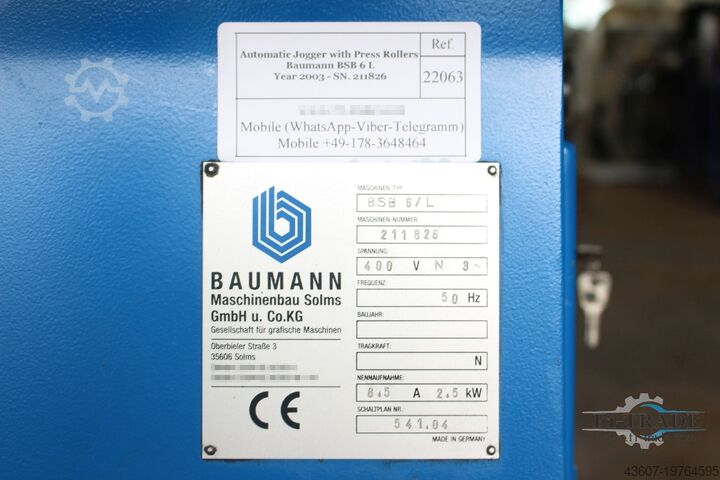 Automatic Jogger with Press Rollers
Baumann BSB 6 L
Year 2003 - SN. 211826
Ref.
22063
Mobile (WhatsApp-Viber-Telegramm)
Mobile +49-178-3648464
BAUMANN
Maschinenbau Solms
GmbH u. Co.KG
Gesellschaft für grafische Maschinen
Oberbieler Straße 3
35606 Solms
CE
MASCHINEN-TYP
BSB 6/L
MASCHINEN NUMMER
211826
SPANNUNG:
400 V N 3~
FREQUENZ:
50 Hz
BAUJAHR:
TRAGKRAFT:
N
NENNAUFNAHME:
8.5 A 2.5 kW
SCHALTPLAN NR.:
541.04
MADE IN GERMANY
43607-19764595